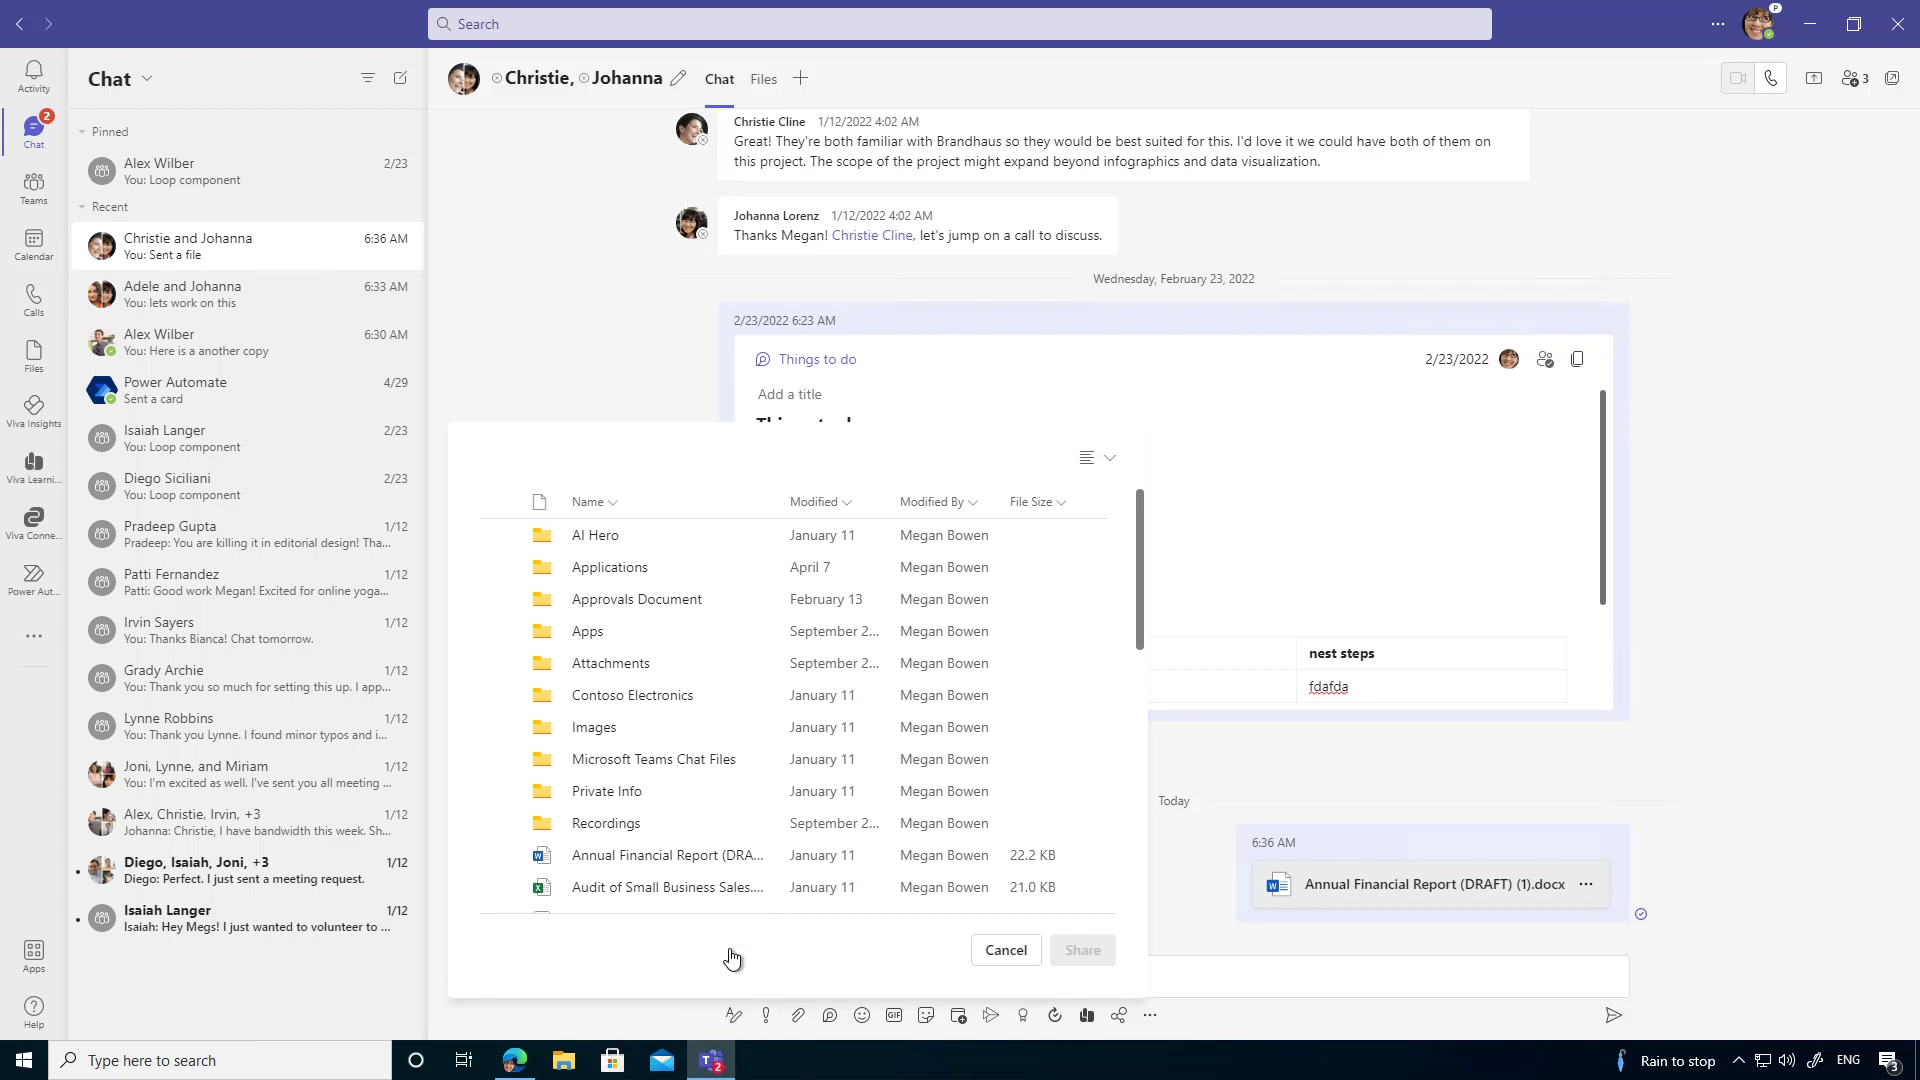 Search
P
Activity
2
Chat
Teams
Calendar
Calls
Files
Viva Insights
Viva Learni...
Viva Conne...
Power Aut...
Apps
Help
Chat
Pinned
Alex Wilber 2/23
You: Loop component
Recent
Christie and Johanna 6:36 AM
You: Sent a file
Adele and Johanna 6:33 AM
You: lets work on this
Alex Wilber 6:30 AM
You: Here is a another copy
Power Automate 4/29
Sent a card
Isaiah Langer 2/23
You: Loop component
Diego Siciliani 2/23
You: Loop component
Pradeep Gupta 1/12
Pradeep: You are killing it in editorial design! Tha...
Patti Fernandez 1/12
Patti: Good work Megan! Excited for online yoga...
Irvin Sayers 1/12
You: Thanks Bianca! Chat tomorrow.
Grady Archie 1/12
You: Thank you so much for setting this up. I app...
Lynne Robbins 1/12
You: Thank you Lynne. I found minor typos and i...
Joni, Lynne, and Miriam 1/12
You: I'm excited as well. I've sent you all meeting ...
Alex, Christie, Irvin, +3 1/12
Johanna: Christie, I have bandwidth this week. Sh...
Diego, Isaiah, Joni, +3 1/12
Diego: Perfect. I just sent a meeting request.
Isaiah Langer 1/12
Isaiah: Hey Megs! I just wanted to volunteer to ...
Christie, Johanna Chat Files 3
Christie Cline 1/12/2022 4:02 AM
Great! They're both familiar with Brandhaus so they would be best suited for this. I'd love it we could have both of them on
this project. The scope of the project might expand beyond infographics and data visualization.
Johanna Lorenz 1/12/2022 4:02 AM
Thanks Megan! Christie Cline, let's jump on a call to discuss.
Wednesday, February 23, 2022
2/23/2022 6:23 AM
Things to do 2/23/2022
Add a title
nest steps
fdafda
Name Modified Modified By File Size
AI Hero January 11 Megan Bowen
Applications April 7 Megan Bowen
Approvals Document February 13 Megan Bowen
Apps September 2... Megan Bowen
Attachments September 2... Megan Bowen
Contoso Electronics January 11 Megan Bowen
Images January 11 Megan Bowen
Microsoft Teams Chat Files January 11 Megan Bowen
Private Info January 11 Megan Bowen
Recordings September 2... Megan Bowen
Annual Financial Report (DRA... January 11 Megan Bowen 22.2 KB
Audit of Small Business Sales.... January 11 Megan Bowen 21.0 KB
Cancel Share
Today
6:36 AM
Annual Financial Report (DRAFT) (1).docx
GIF
Type here to search
2
Rain to stop ENG 3